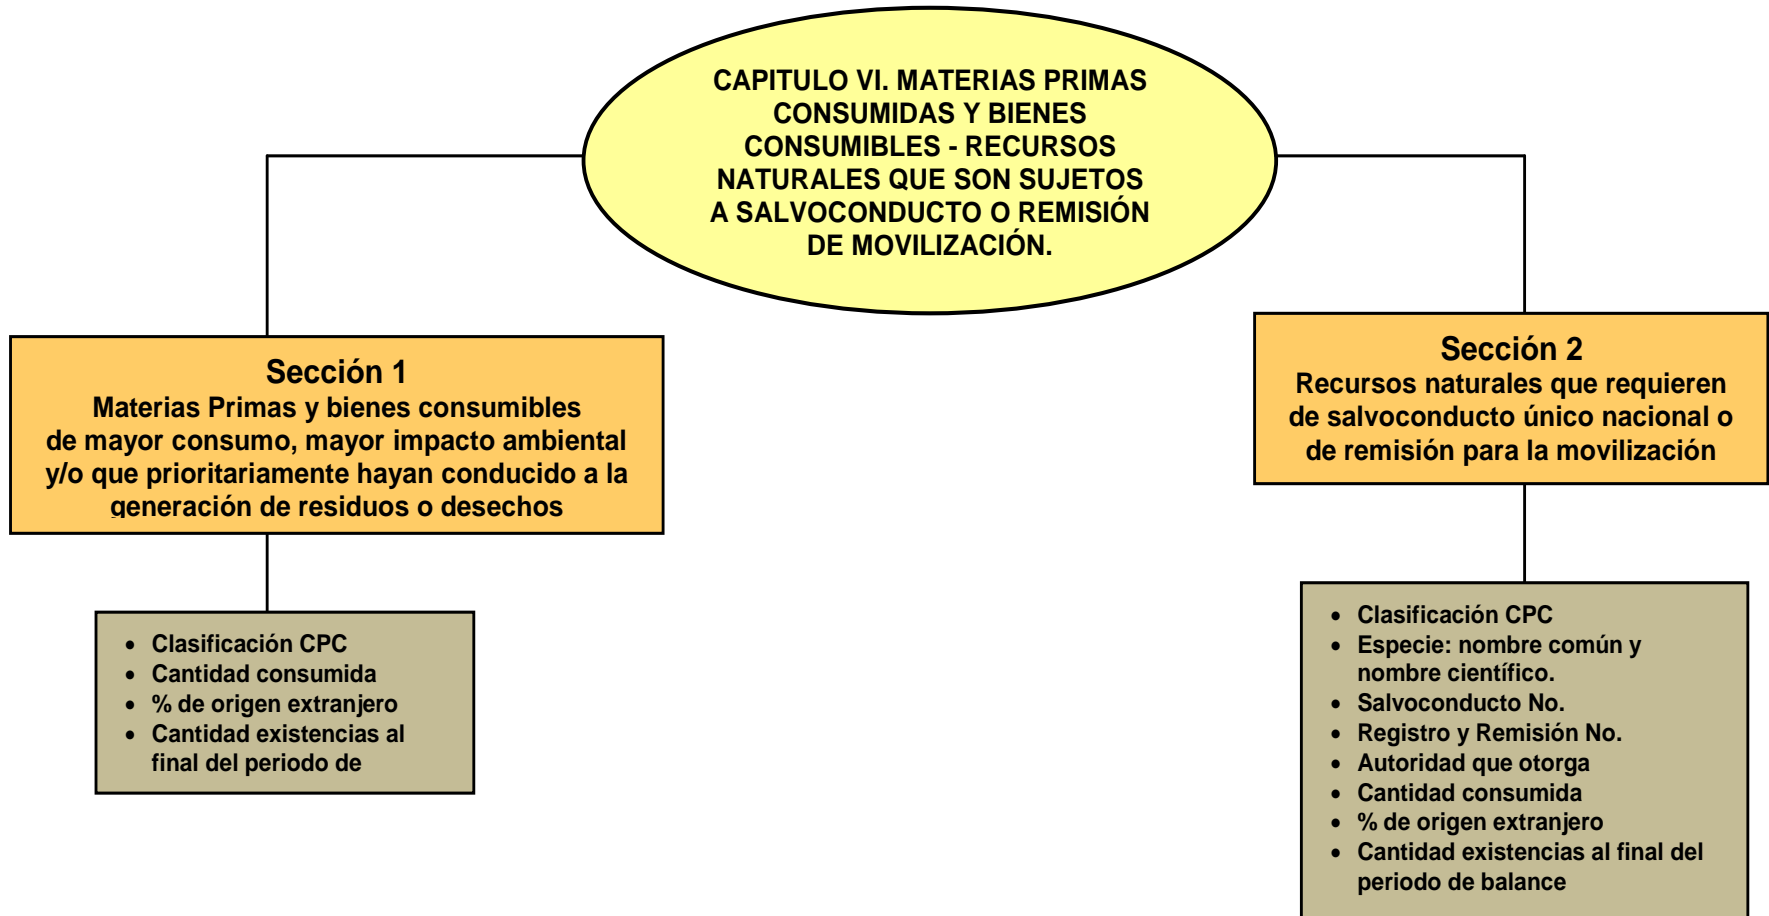 CAPITULO VI. MATERIAS PRIMAS
CONSUMIDAS Y BIENES
CONSUMIBLES - RECURSOS
NATURALES QUE SON SUJETOS
A SALVOCONDUCTO O REMISIÓN
DE MOVILIZACIÓN.
Sección 1
Materias Primas y bienes consumibles
de mayor consumo, mayor impacto ambiental
y/o que prioritariamente hayan conducido a la
generación de residuos o desechos
• Clasificación CPC
• Cantidad consumida
• % de origen extranjero
• Cantidad existencias al
final del periodo de
Sección 2
Recursos naturales que requieren
de salvoconducto único nacional o
de remisión para la movilización
• Clasificación CPC
• Especie: nombre común y
nombre científico.
• Salvoconducto No.
• Registro y Remisión No.
• Autoridad que otorga
• Cantidad consumida
• % de origen extranjero
• Cantidad existencias al final del
periodo de balance